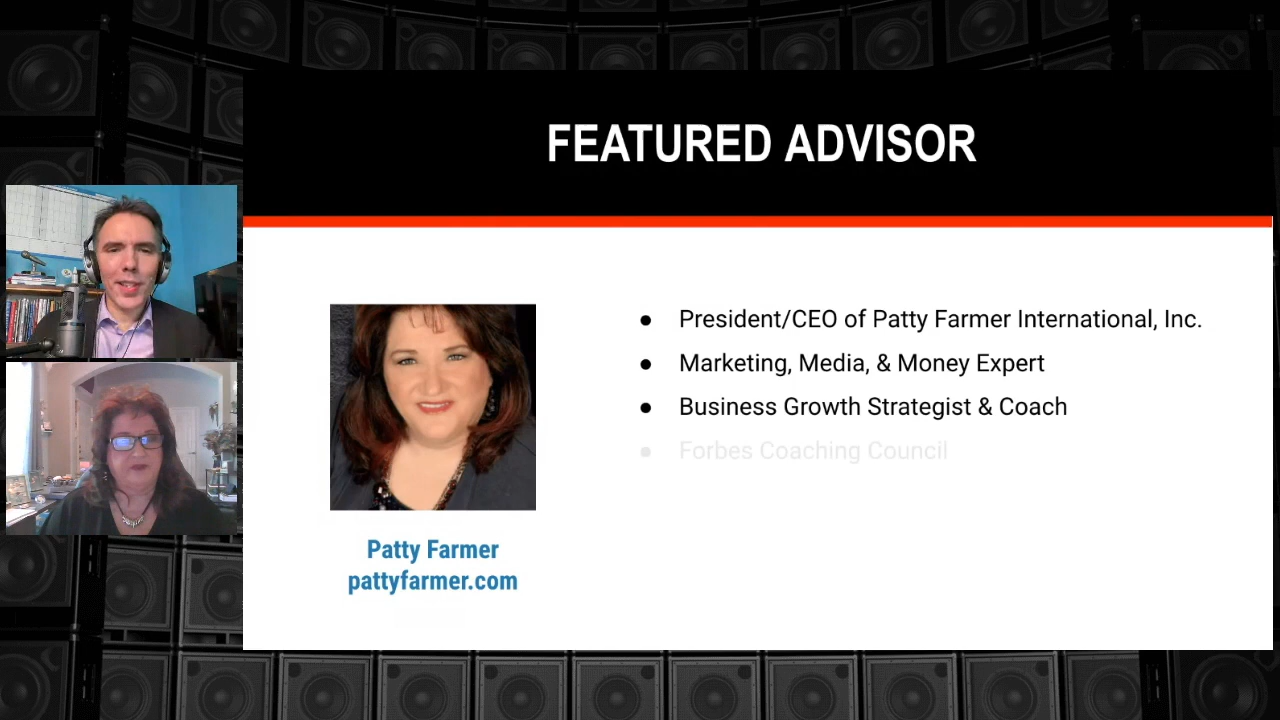 FEATURED ADVISOR
● President/CEO of Patty Farmer International, Inc.
● Marketing, Media, & Money Expert
● Business Growth Strategist & Coach
● Forbes Coaching Council
Patty Farmer
pattyfarmer.com